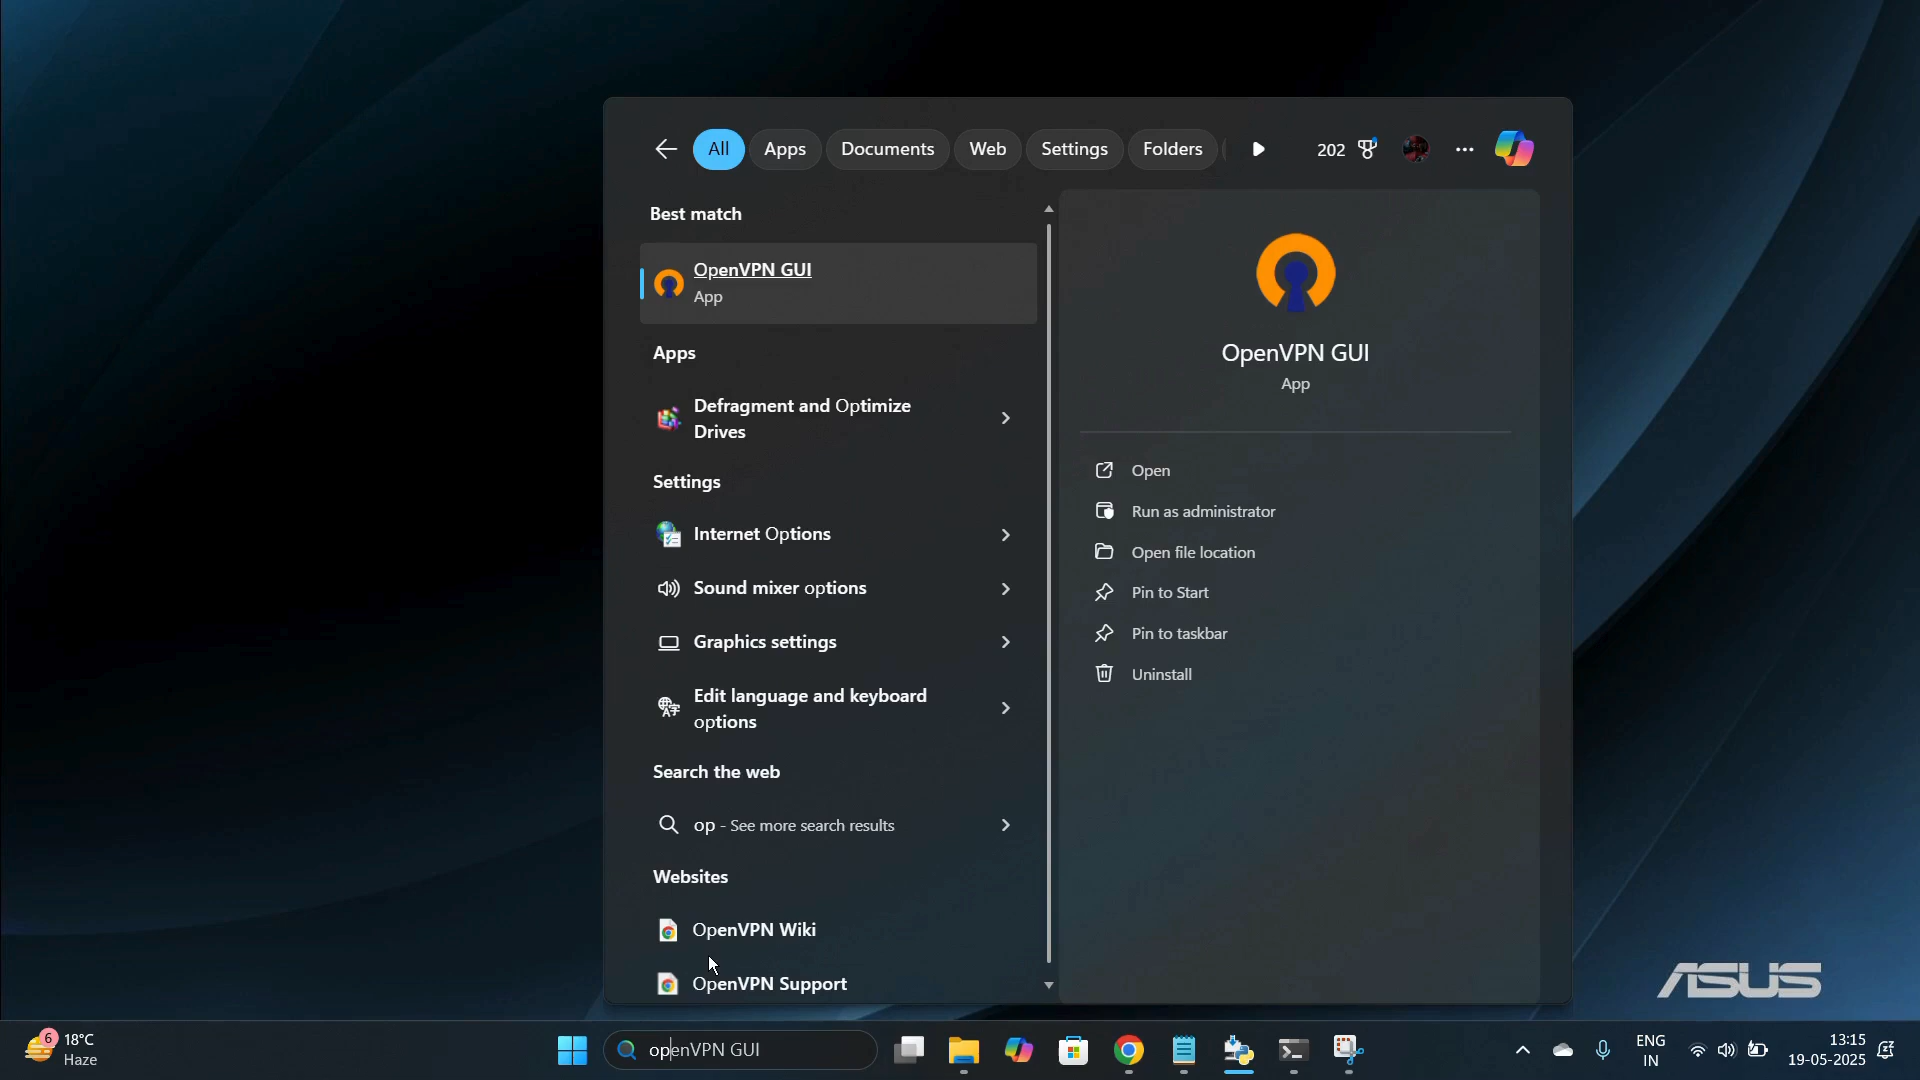 All
Apps
Documents
Web
Settings
Folders
202
Best match
OpenVPN GUI
App
Apps
Defragment and Optimize
Drives
Settings
Internet Options
Sound mixer options
Graphics settings
Edit language and keyboard
options
Search the web
op - See more search results
Websites
OpenVPN Wiki
OpenVPN Support
OpenVPN GUI
App
Open
Run as administrator
Open file location
Pin to Start
Pin to taskbar
Uninstall
ASUS
6
18°C
Haze
openVPN GUI
ENG
IN
13:15
19-05-2025